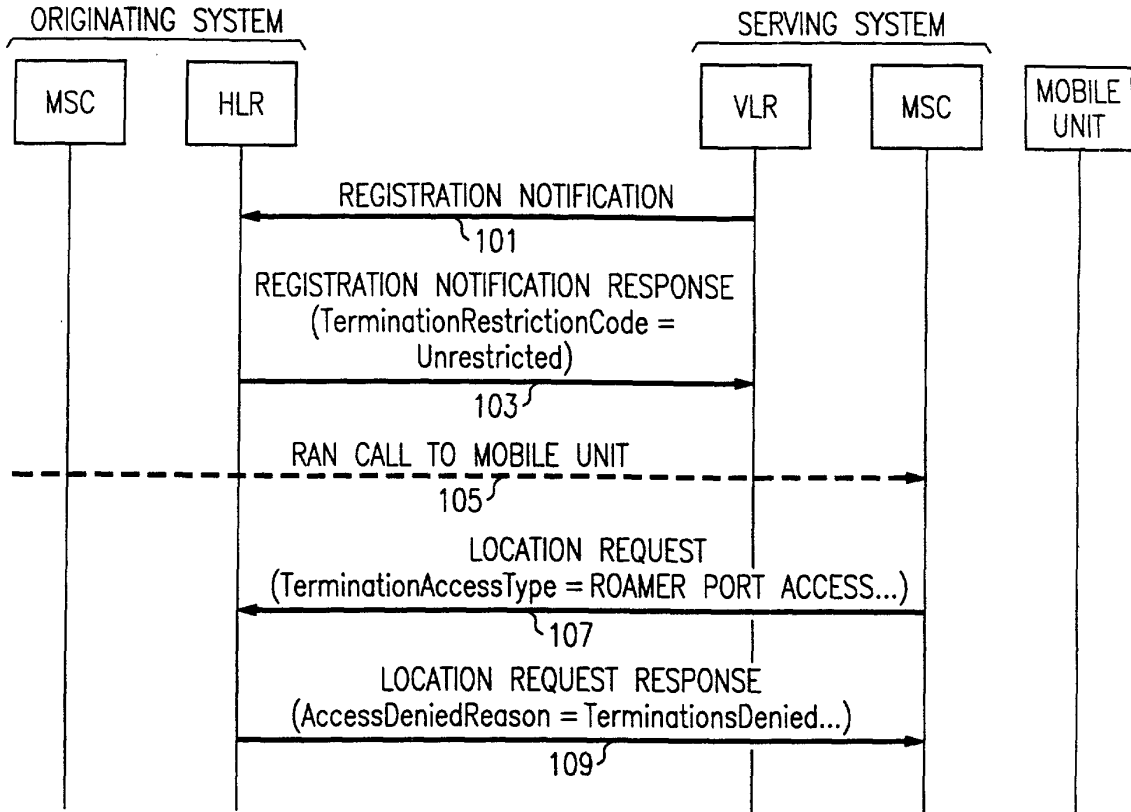 ORIGINATING SYSTEM
SERVING SYSTEM
MSC
HLR
VLR
MSC
MOBILE
UNIT
REGISTRATION NOTIFICATION
101
REGISTRATION NOTIFICATION RESPONSE
(TerminationRestrictionCode =
Unrestricted)
103
RAN CALL TO MOBILE UNIT
105
LOCATION REQUEST
(TerminationAccessType = ROAMER PORT ACCESS...)
107
LOCATION REQUEST RESPONSE
(AccessDeniedReason = TerminationsDenied...)
109